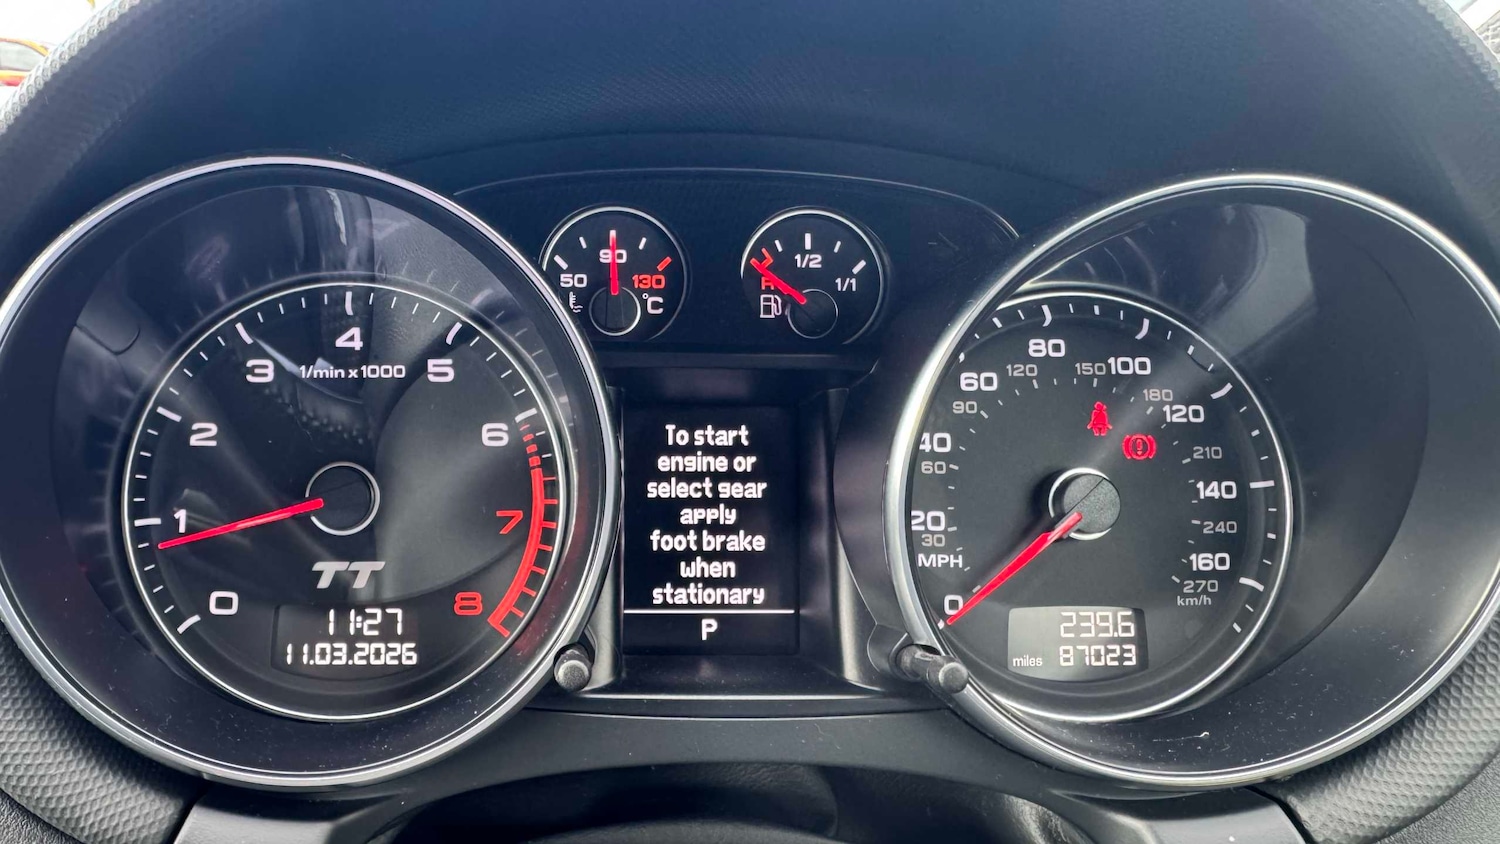 50
90
130
°C
R
1/2
1/1
0
1
2
3
4
5
6
7
8
1/min x 1000
TT
11:27
11.03.2026
To start
engine or
select gear
apply
foot brake
when
stationary
P
0
20
40
60
80
100
120
140
160
MPH
30
60
90
120
150
180
210
240
270
km/h
239.6
miles 87023